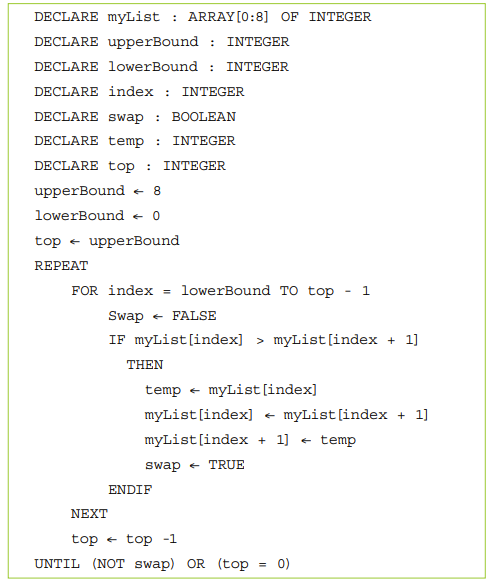 DECLARE myList : ARRAY[0:8] OF INTEGER
DECLARE upperBound : INTEGER
DECLARE lowerBound : INTEGER
DECLARE index : INTEGER
DECLARE swap : BOOLEAN
DECLARE temp : INTEGER
DECLARE top : INTEGER
upperBound ← 8
lowerBound ← 0
top ← upperBound
REPEAT
    FOR index = lowerBound TO top - 1
        Swap ← FALSE
        IF myList[index] > myList[index + 1]
          THEN
            temp ← myList[index]
            myList[index] ← myList[index + 1]
            myList[index + 1] ← temp
            swap ← TRUE
        ENDIF
    NEXT
    top ← top -1
UNTIL (NOT swap) OR (top = 0)